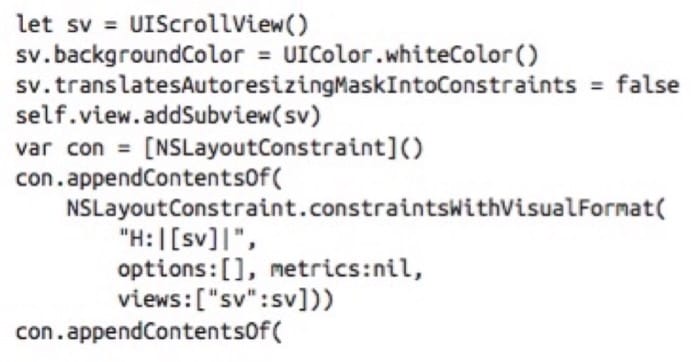 let sv = UIScrollView()
sv.backgroundColor = UIColor.whiteColor()
sv.translatesAutoresizingMaskIntoConstraints = false
self.view.addSubview(sv)
var con = [NSLayoutConstraint]()
con.appendContentsOf(
    NSLayoutConstraint.constraintsWithVisualFormat(
        "H:|[sv]|",
        options:[], metrics:nil,
        views:["sv":sv]))
con.appendContentsOf(